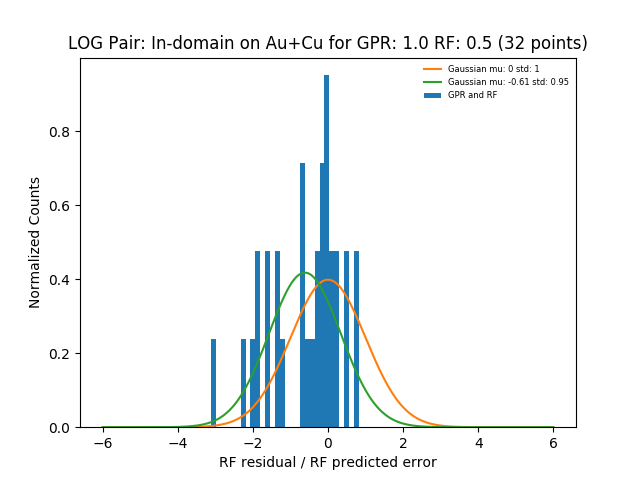 LOG Pair: In-domain on Au+Cu for GPR: 1.0 RF: 0.5 (32 points)
Gaussian mu: 0 std: 1
Gaussian mu: -0.61 std: 0.95
GPR and RF
Normalized Counts
0.8
0.6
0.4
0.2
0.0
−6 −4 −2 0 2 4 6
RF residual / RF predicted error